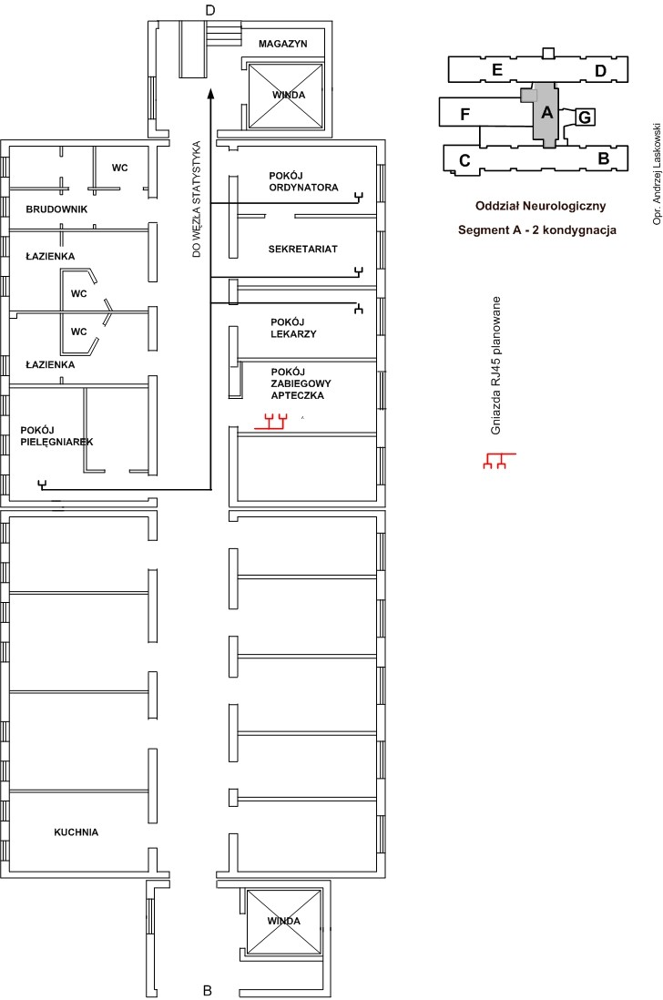 D
MAGAZYN
WINDA
WC
BRUDOWNIK
ŁAZIENKA
WC
WC
ŁAZIENKA
POKÓJ
PIELĘGNIAREK
DO WĘZŁA STATYSTYKA
POKÓJ
ORDYNATORA
SEKRETARIAT
POKÓJ
LEKARZY
POKÓJ
ZABIEGOWY
APTECZKA
KUCHNIA
WINDA
B
E
D
F
A
G
C
B
Oddział Neurologiczny
Segment A - 2 kondygnacja
Gniazda RJ45 planowane
Opr. Andrzej Laskowski